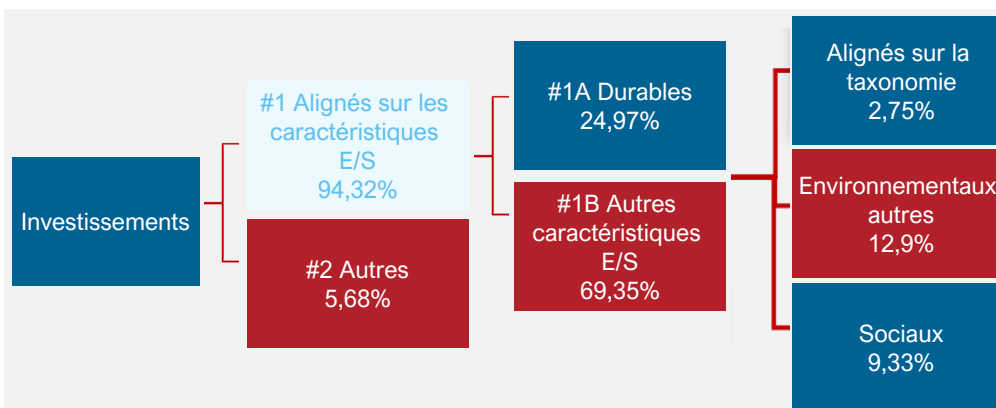 Investissements
#1 Alignés sur les
caractéristiques
E/S
94,32%
#2 Autres
5,68%
#1A Durables
24,97%
#1B Autres
caractéristiques
E/S
69,35%
Alignés sur la
taxonomie
2,75%
Environnementaux
autres
12,9%
Sociaux
9,33%